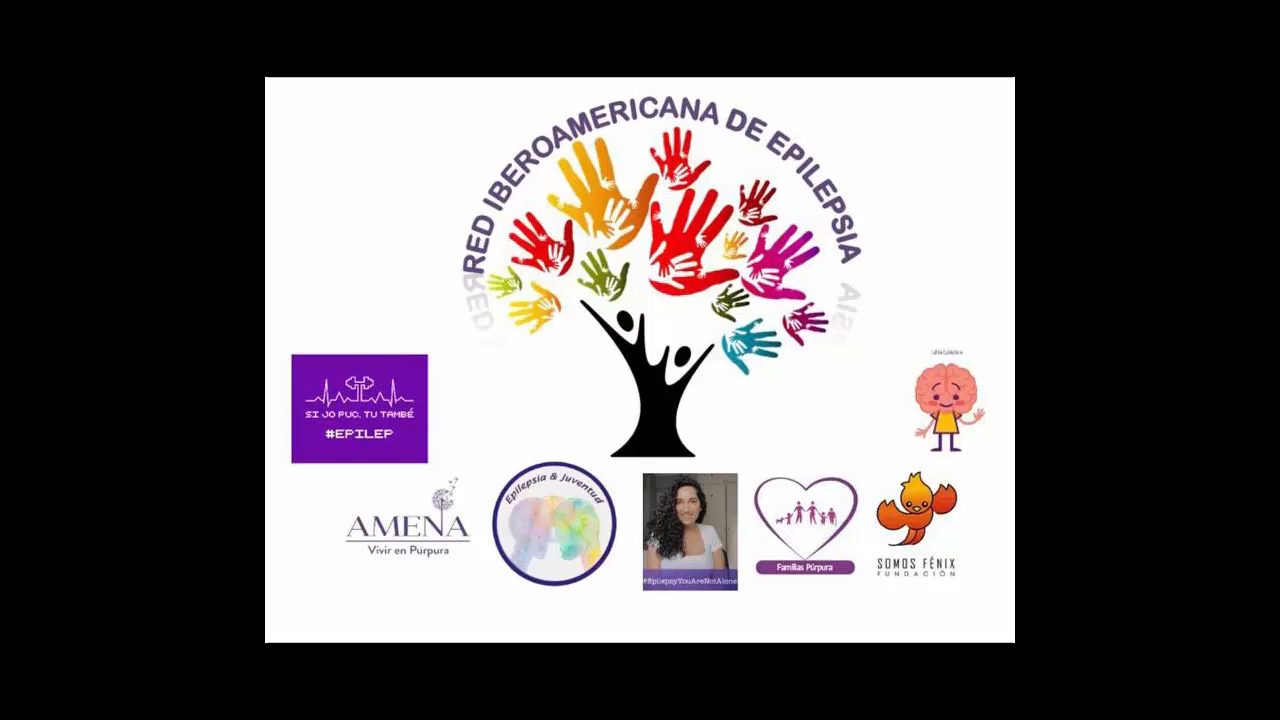 RED IBEROAMERICANA DE EPILEPSIA
SI JO PUC, TU TAMBÉ
#EPILEP
AMENA
Vivir en Púrpura
Epilepsia & Juventud
#EpilepsyYouAreNotAlone
Familias Púrpura
SOMOS FÉNIX
FUNDACIÓN